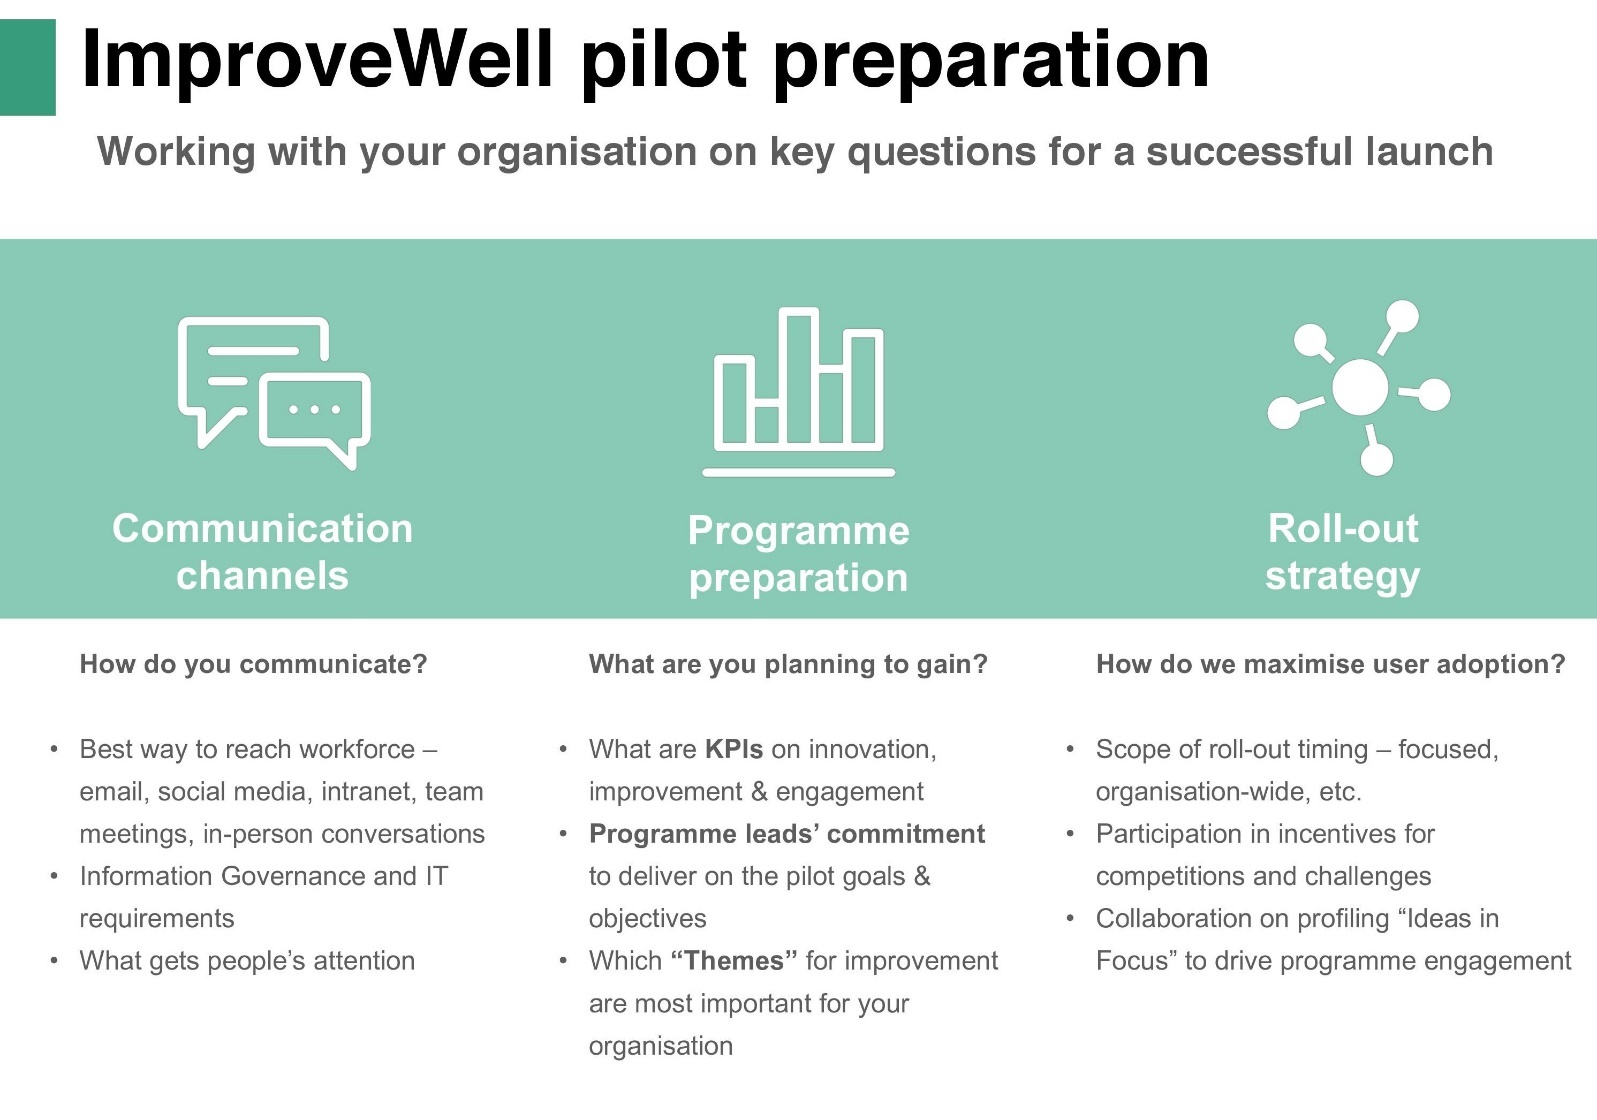 ImproveWell pilot preparation
Working with your organisation on key questions for a successful launch
Communication
channels
Programme
preparation
Roll-out
strategy
How do you communicate?
• Best way to reach workforce –
email, social media, intranet, team
meetings, in-person conversations
• Information Governance and IT
requirements
• What gets people’s attention
What are you planning to gain?
• What are KPIs on innovation,
improvement & engagement
• Programme leads’ commitment
to deliver on the pilot goals &
objectives
• Which “Themes” for improvement
are most important for your
organisation
How do we maximise user adoption?
• Scope of roll-out timing – focused,
organisation-wide, etc.
• Participation in incentives for
competitions and challenges
• Collaboration on profiling “Ideas in
Focus” to drive programme engagement